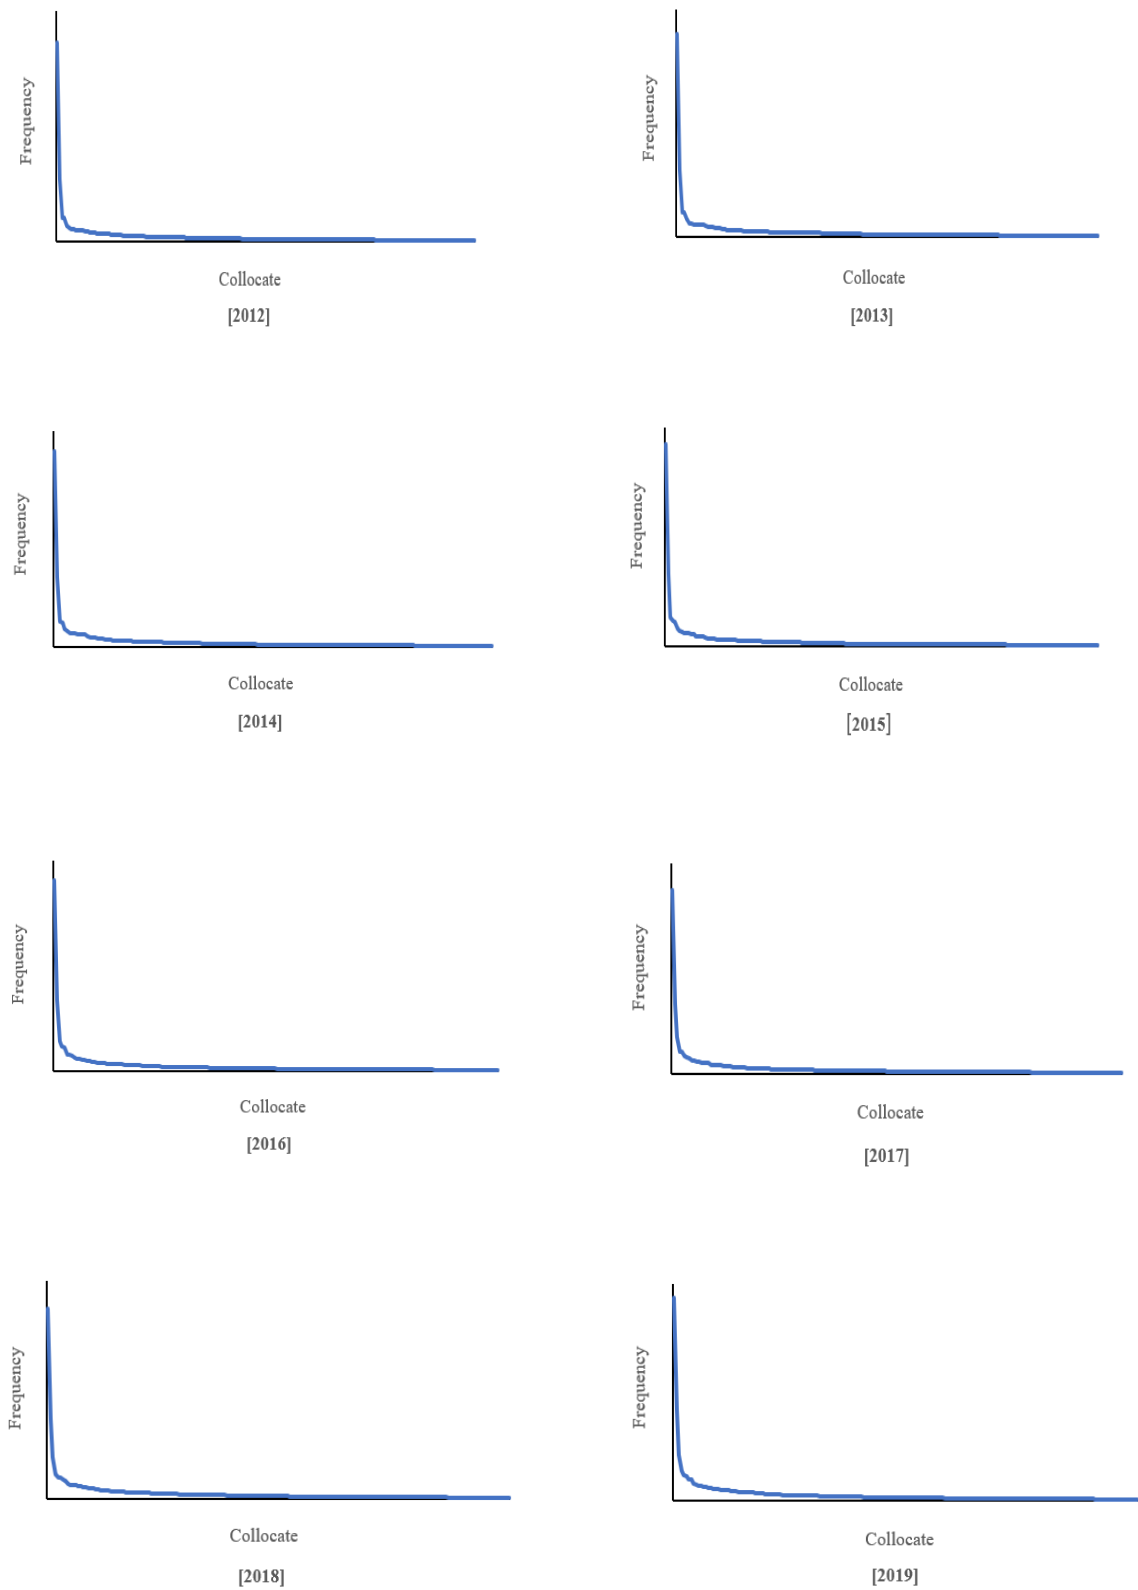 Frequency
Collocate
[2012]
Frequency
Collocate
[2013]
Frequency
Collocate
[2014]
Frequency
Collocate
[2015]
Frequency
Collocate
[2016]
Frequency
Collocate
[2017]
Frequency
Collocate
[2018]
Frequency
Collocate
[2019]